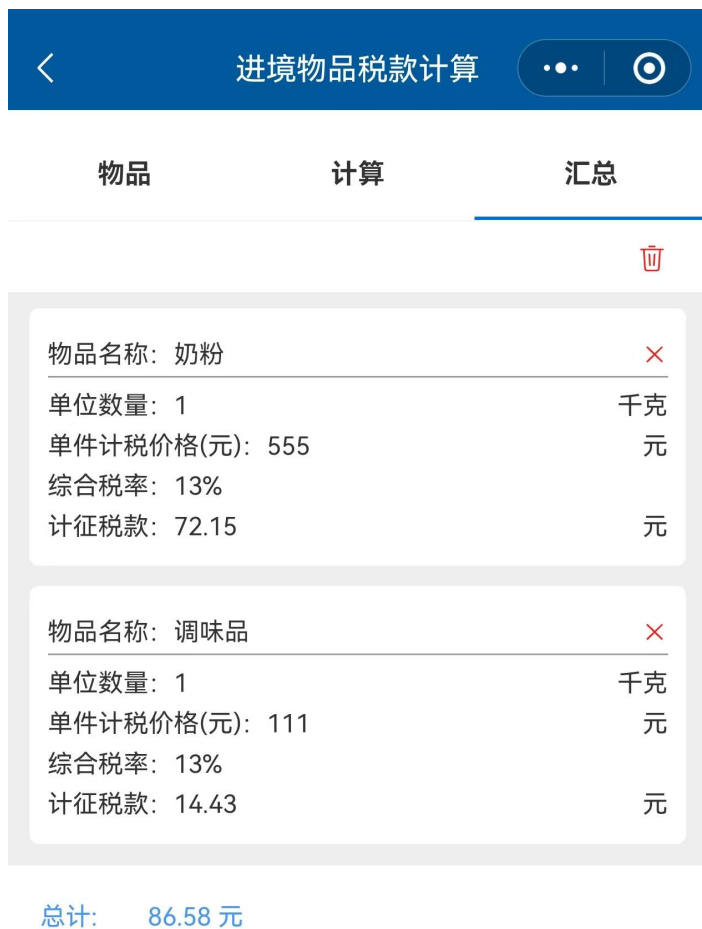 进境物品税款计算
物品 计算 汇总
物品名称: 奶粉
单位数量: 1 千克
单件计税价格(元): 555 元
综合税率: 13%
计征税款: 72.15 元
物品名称: 调味品
单位数量: 1 千克
单件计税价格(元): 111 元
综合税率: 13%
计征税款: 14.43 元
总计: 86.58 元